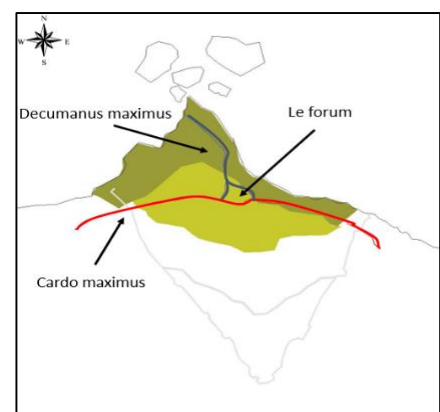 N
W E
S
Decumanus maximus
Le forum
Cardo maximus